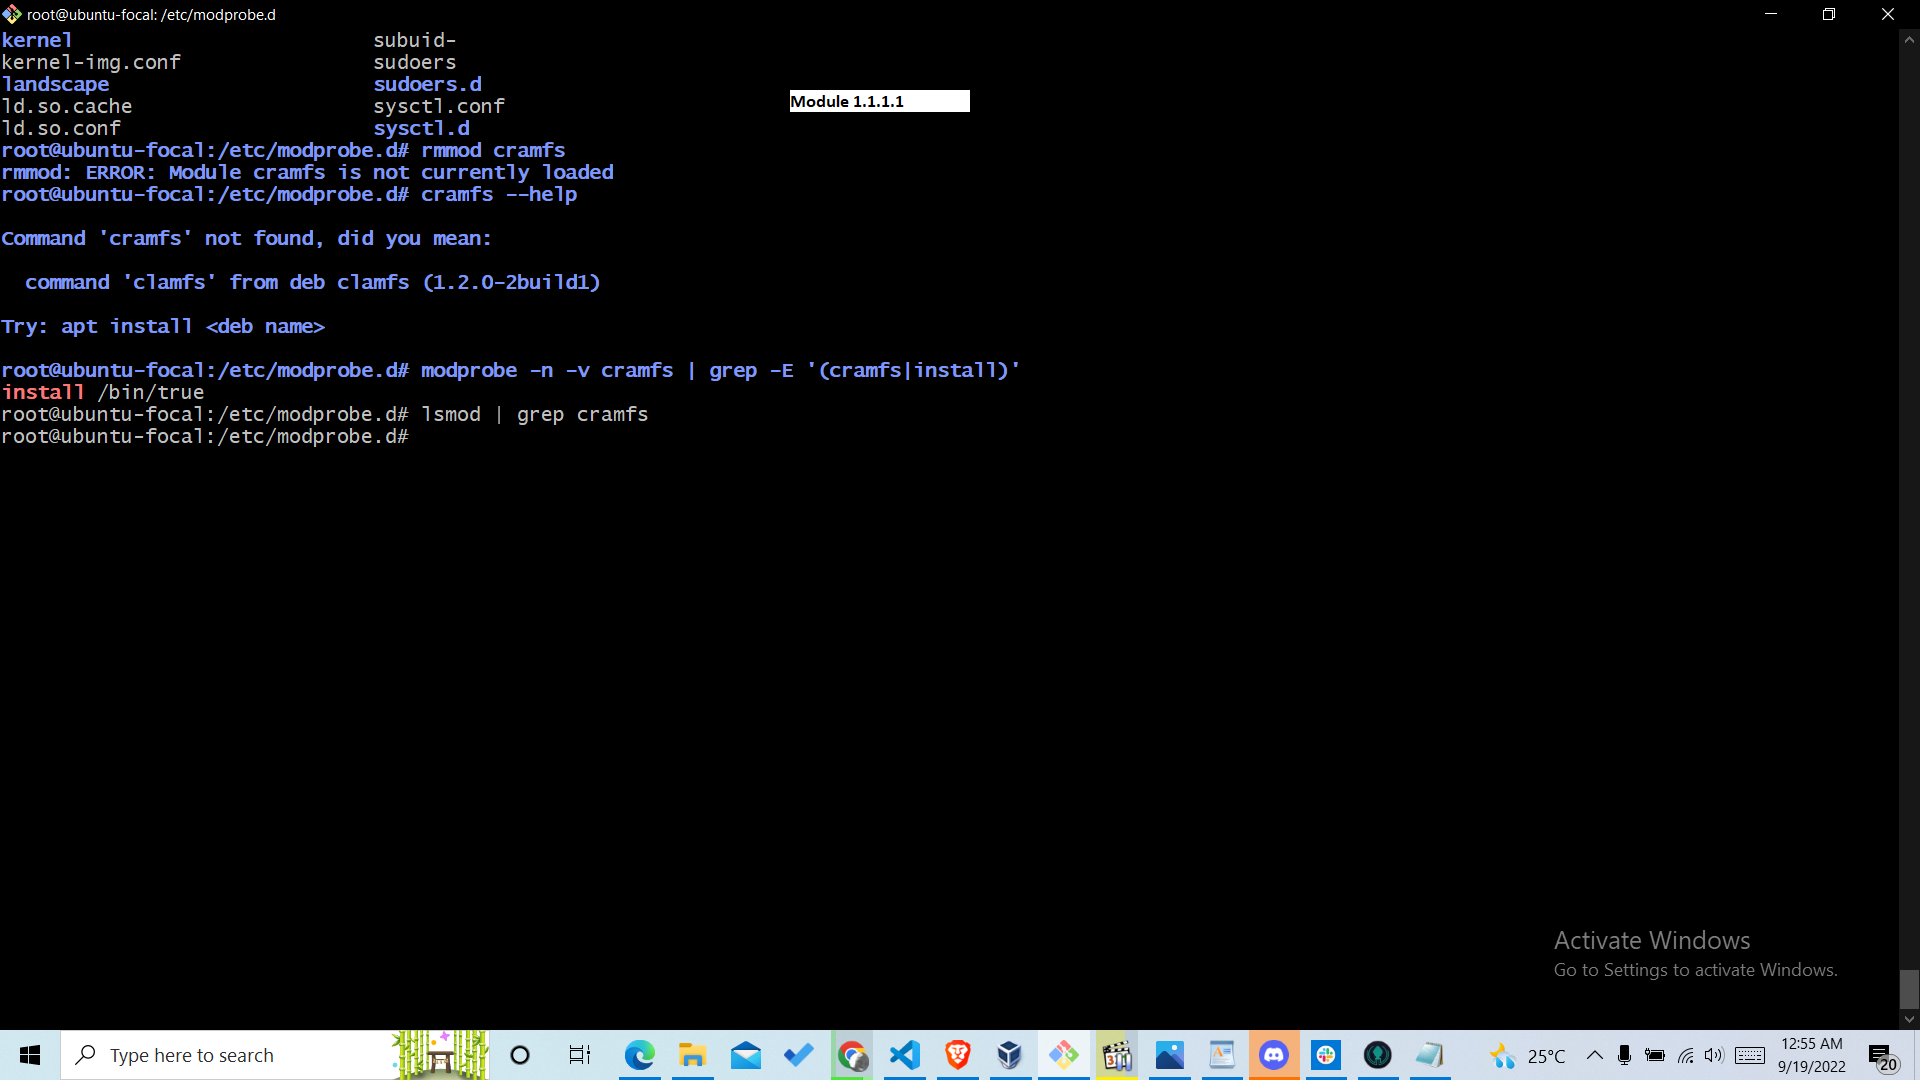 root@ubuntu-focal: /etc/modprobe.d
kernel subuid-
kernel-img.conf sudoers
landscape sudoers.d
ld.so.cache sysctl.conf
Module 1.1.1.1
ld.so.conf sysctl.d
root@ubuntu-focal:/etc/modprobe.d# rmmod cramfs
rmmod: ERROR: Module cramfs is not currently loaded
root@ubuntu-focal:/etc/modprobe.d# cramfs --help
Command 'cramfs' not found, did you mean:
command 'clamfs' from deb clamfs (1.2.0-2build1)
Try: apt install <deb name>
root@ubuntu-focal:/etc/modprobe.d# modprobe -n -v cramfs | grep -E '(cramfs|install)'
install /bin/true
root@ubuntu-focal:/etc/modprobe.d# lsmod | grep cramfs
root@ubuntu-focal:/etc/modprobe.d#
Activate Windows
Go to Settings to activate Windows.
Type here to search
25°C
12:55 AM
9/19/2022
20